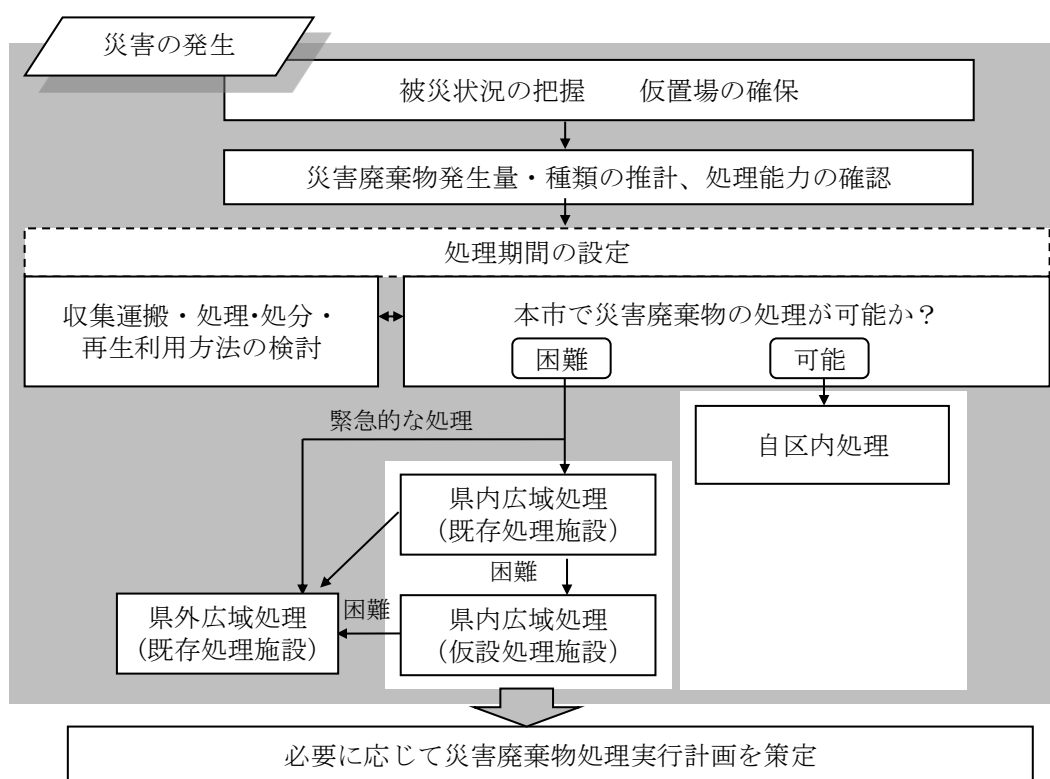 災害の発生
被災状況の把握　　仮置場の確保
災害廃棄物発生量・種類の推計、処理能力の確認
処理期間の設定
収集運搬・処理・処分・
再生利用方法の検討
本市で災害廃棄物の処理が可能か？
困難
可能
緊急的な処理
自区内処理
県内広域処理
（既存処理施設）
困難
県外広域処理
（既存処理施設）
困難
県内広域処理
（仮設処理施設）
必要に応じて災害廃棄物処理実行計画を策定